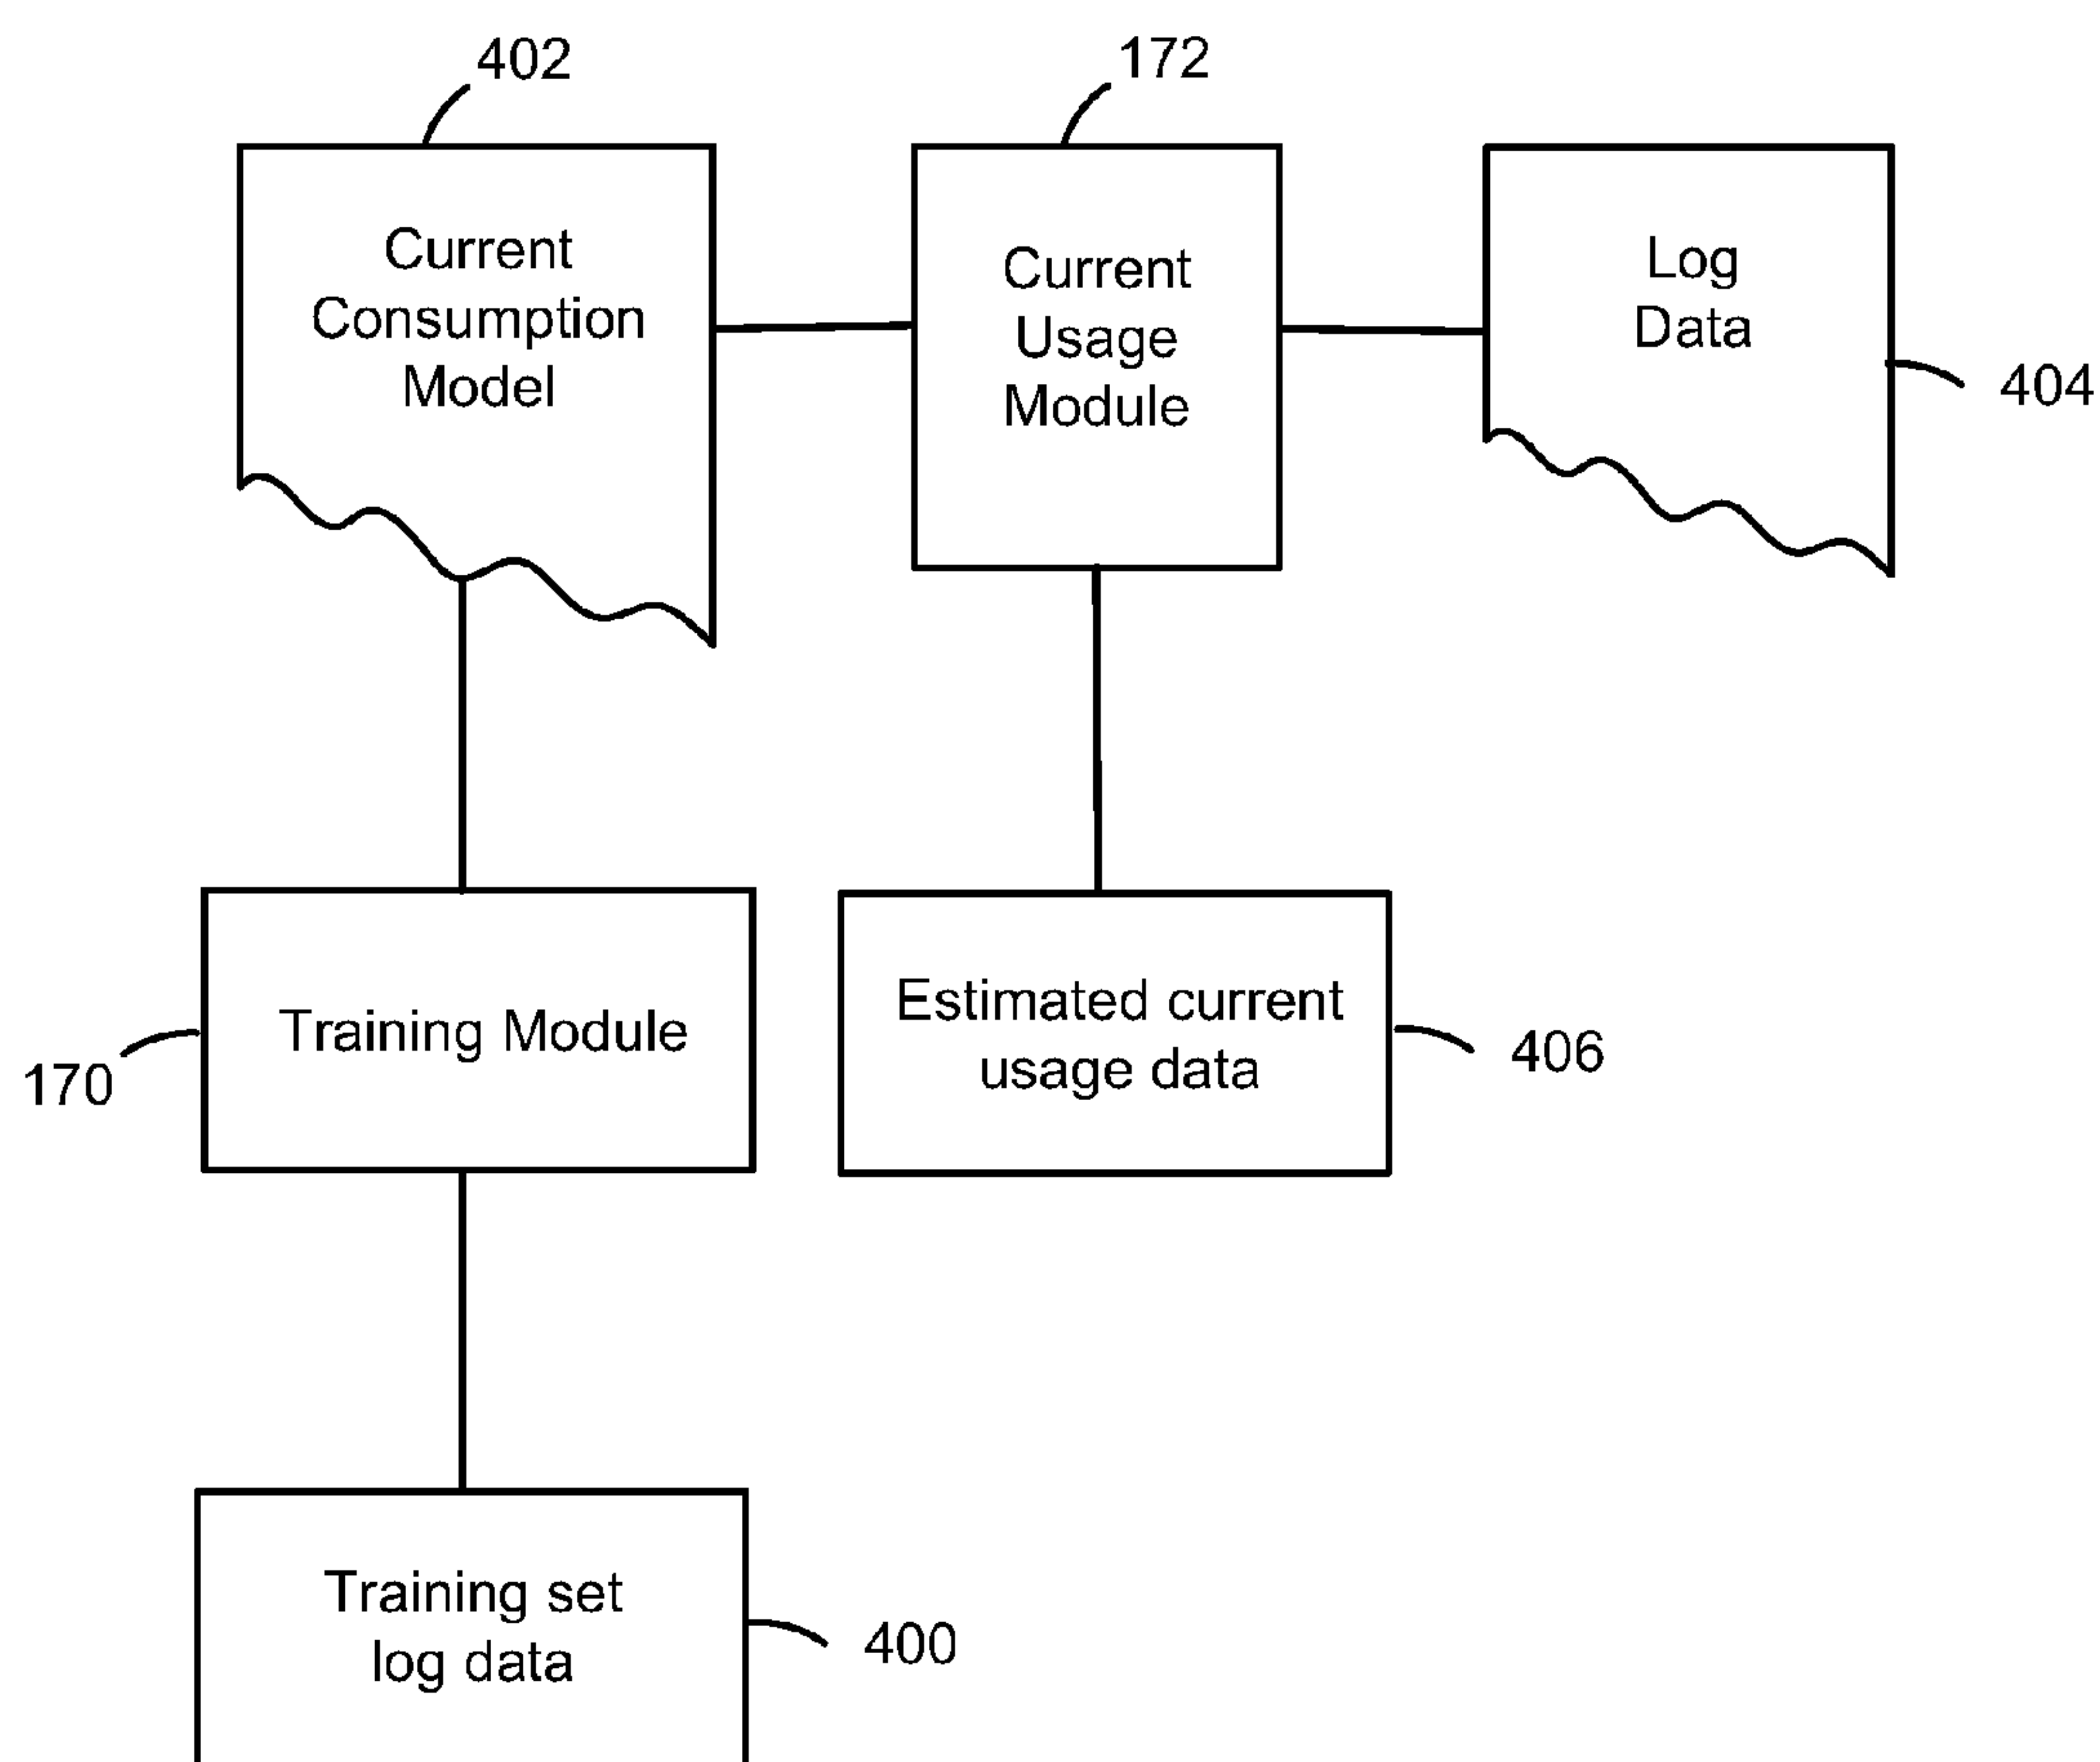 402
172
Current
Consumption
Model
Current
Usage
Module
Log
Data
404
Training Module
170
Estimated current
usage data
406
Training set
log data
400